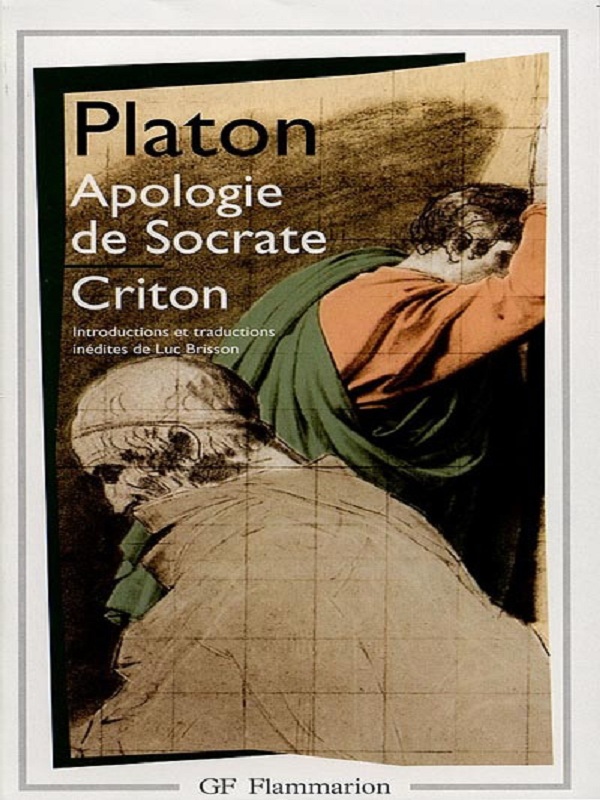 Platon
Apologie
de Socrate
Criton
Introductions et traductions
inédites de Luc Brisson
GF Flammarion